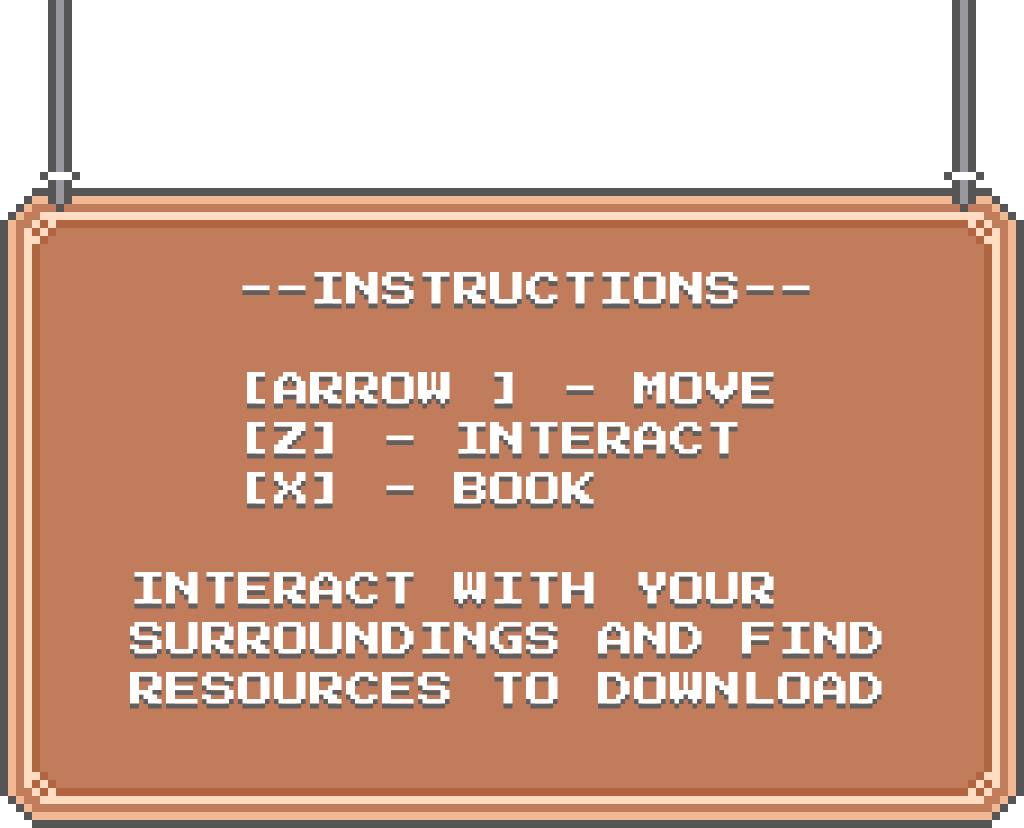 --INSTRUCTIONS--
[ARROW ] - MOVE
[Z] - INTERACT
[X] - BOOK
INTERACT WITH YOUR
SURROUNDINGS AND FIND
RESOURCES TO DOWNLOAD